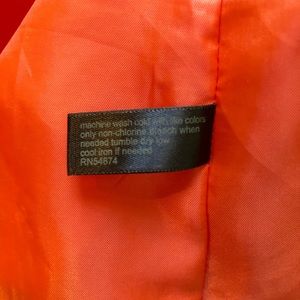 machine wash cold with like colors
only non-chlorine bleach when
needed tumble dry low
cool iron if needed
RN54874